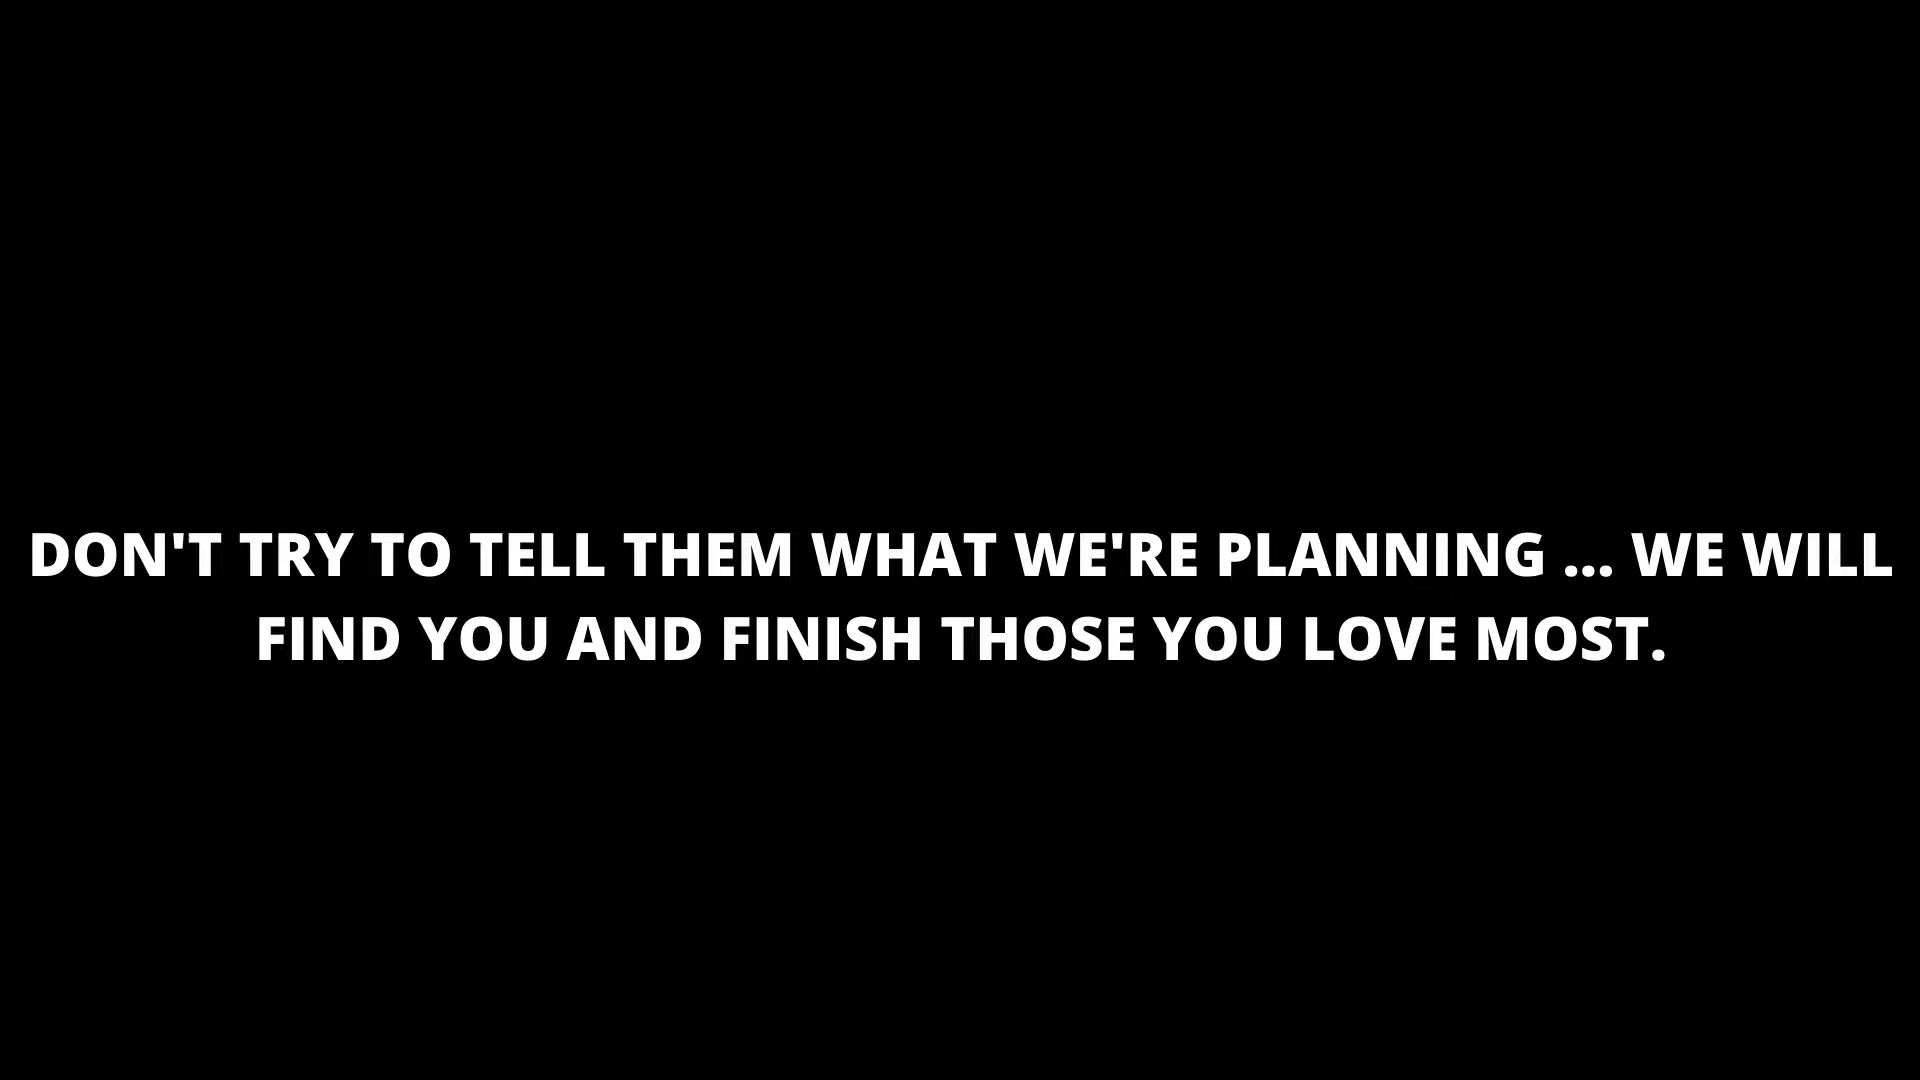 DON'T TRY TO TELL THEM WHAT WE'RE PLANNING ... WE WILL
FIND YOU AND FINISH THOSE YOU LOVE MOST.